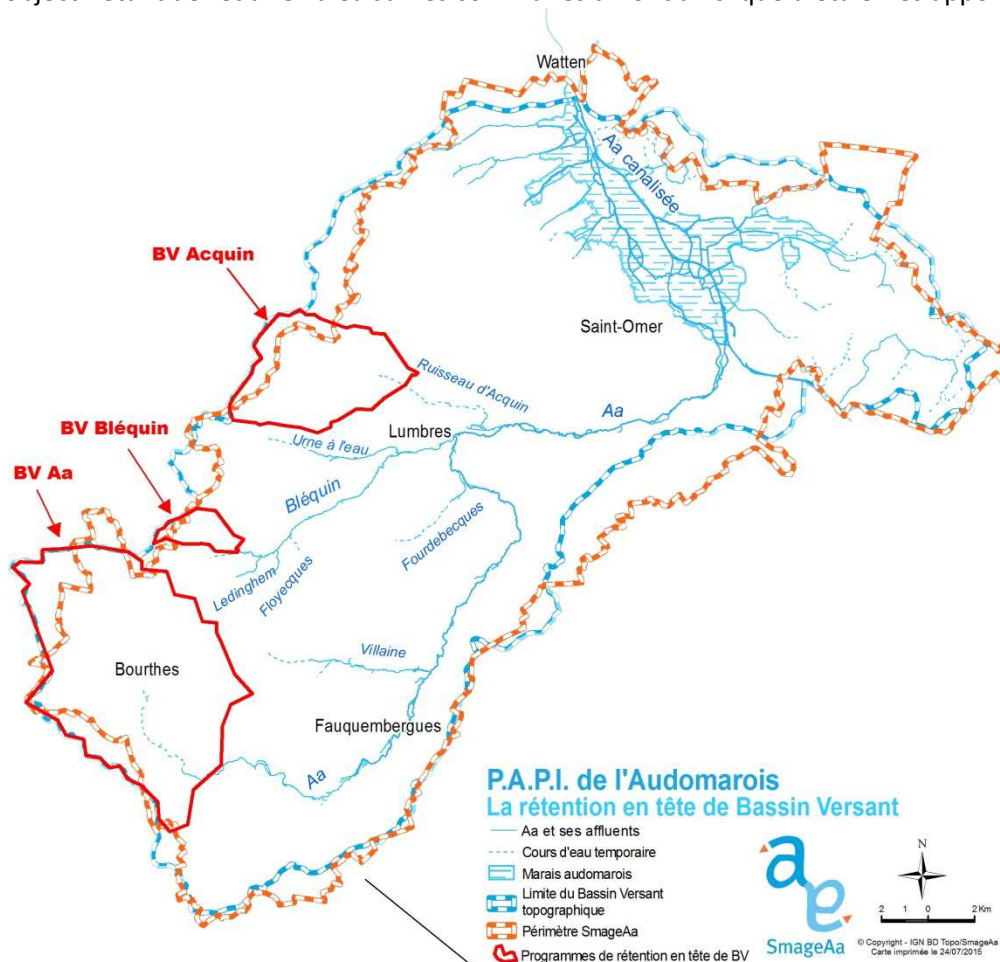 Watten
Aa canalisée
BV Acquin
Saint-Omer
Ruisseau d'Acquin
Aa
Lumbres
BV Bléquin
Urne à l'eau
BV Aa
Bléquin
Fourdebecques
Ledinghem
Floyecques
Villaine
Bourthes
Fauquembergues
Aa
P.A.P.I. de l'Audomarois
La rétention en tête de Bassin Versant
Aa et ses affluents
Cours d'eau temporaire
Marais audomarois
Limite du Bassin Versant
topographique
Périmètre SmageAa
Programmes de rétention en tête de BV
SmageAa
N
2 1 0 2 Km
© Copyright - IGN BD Topo/SmageAa
Carte imprimée le 24/07/2015